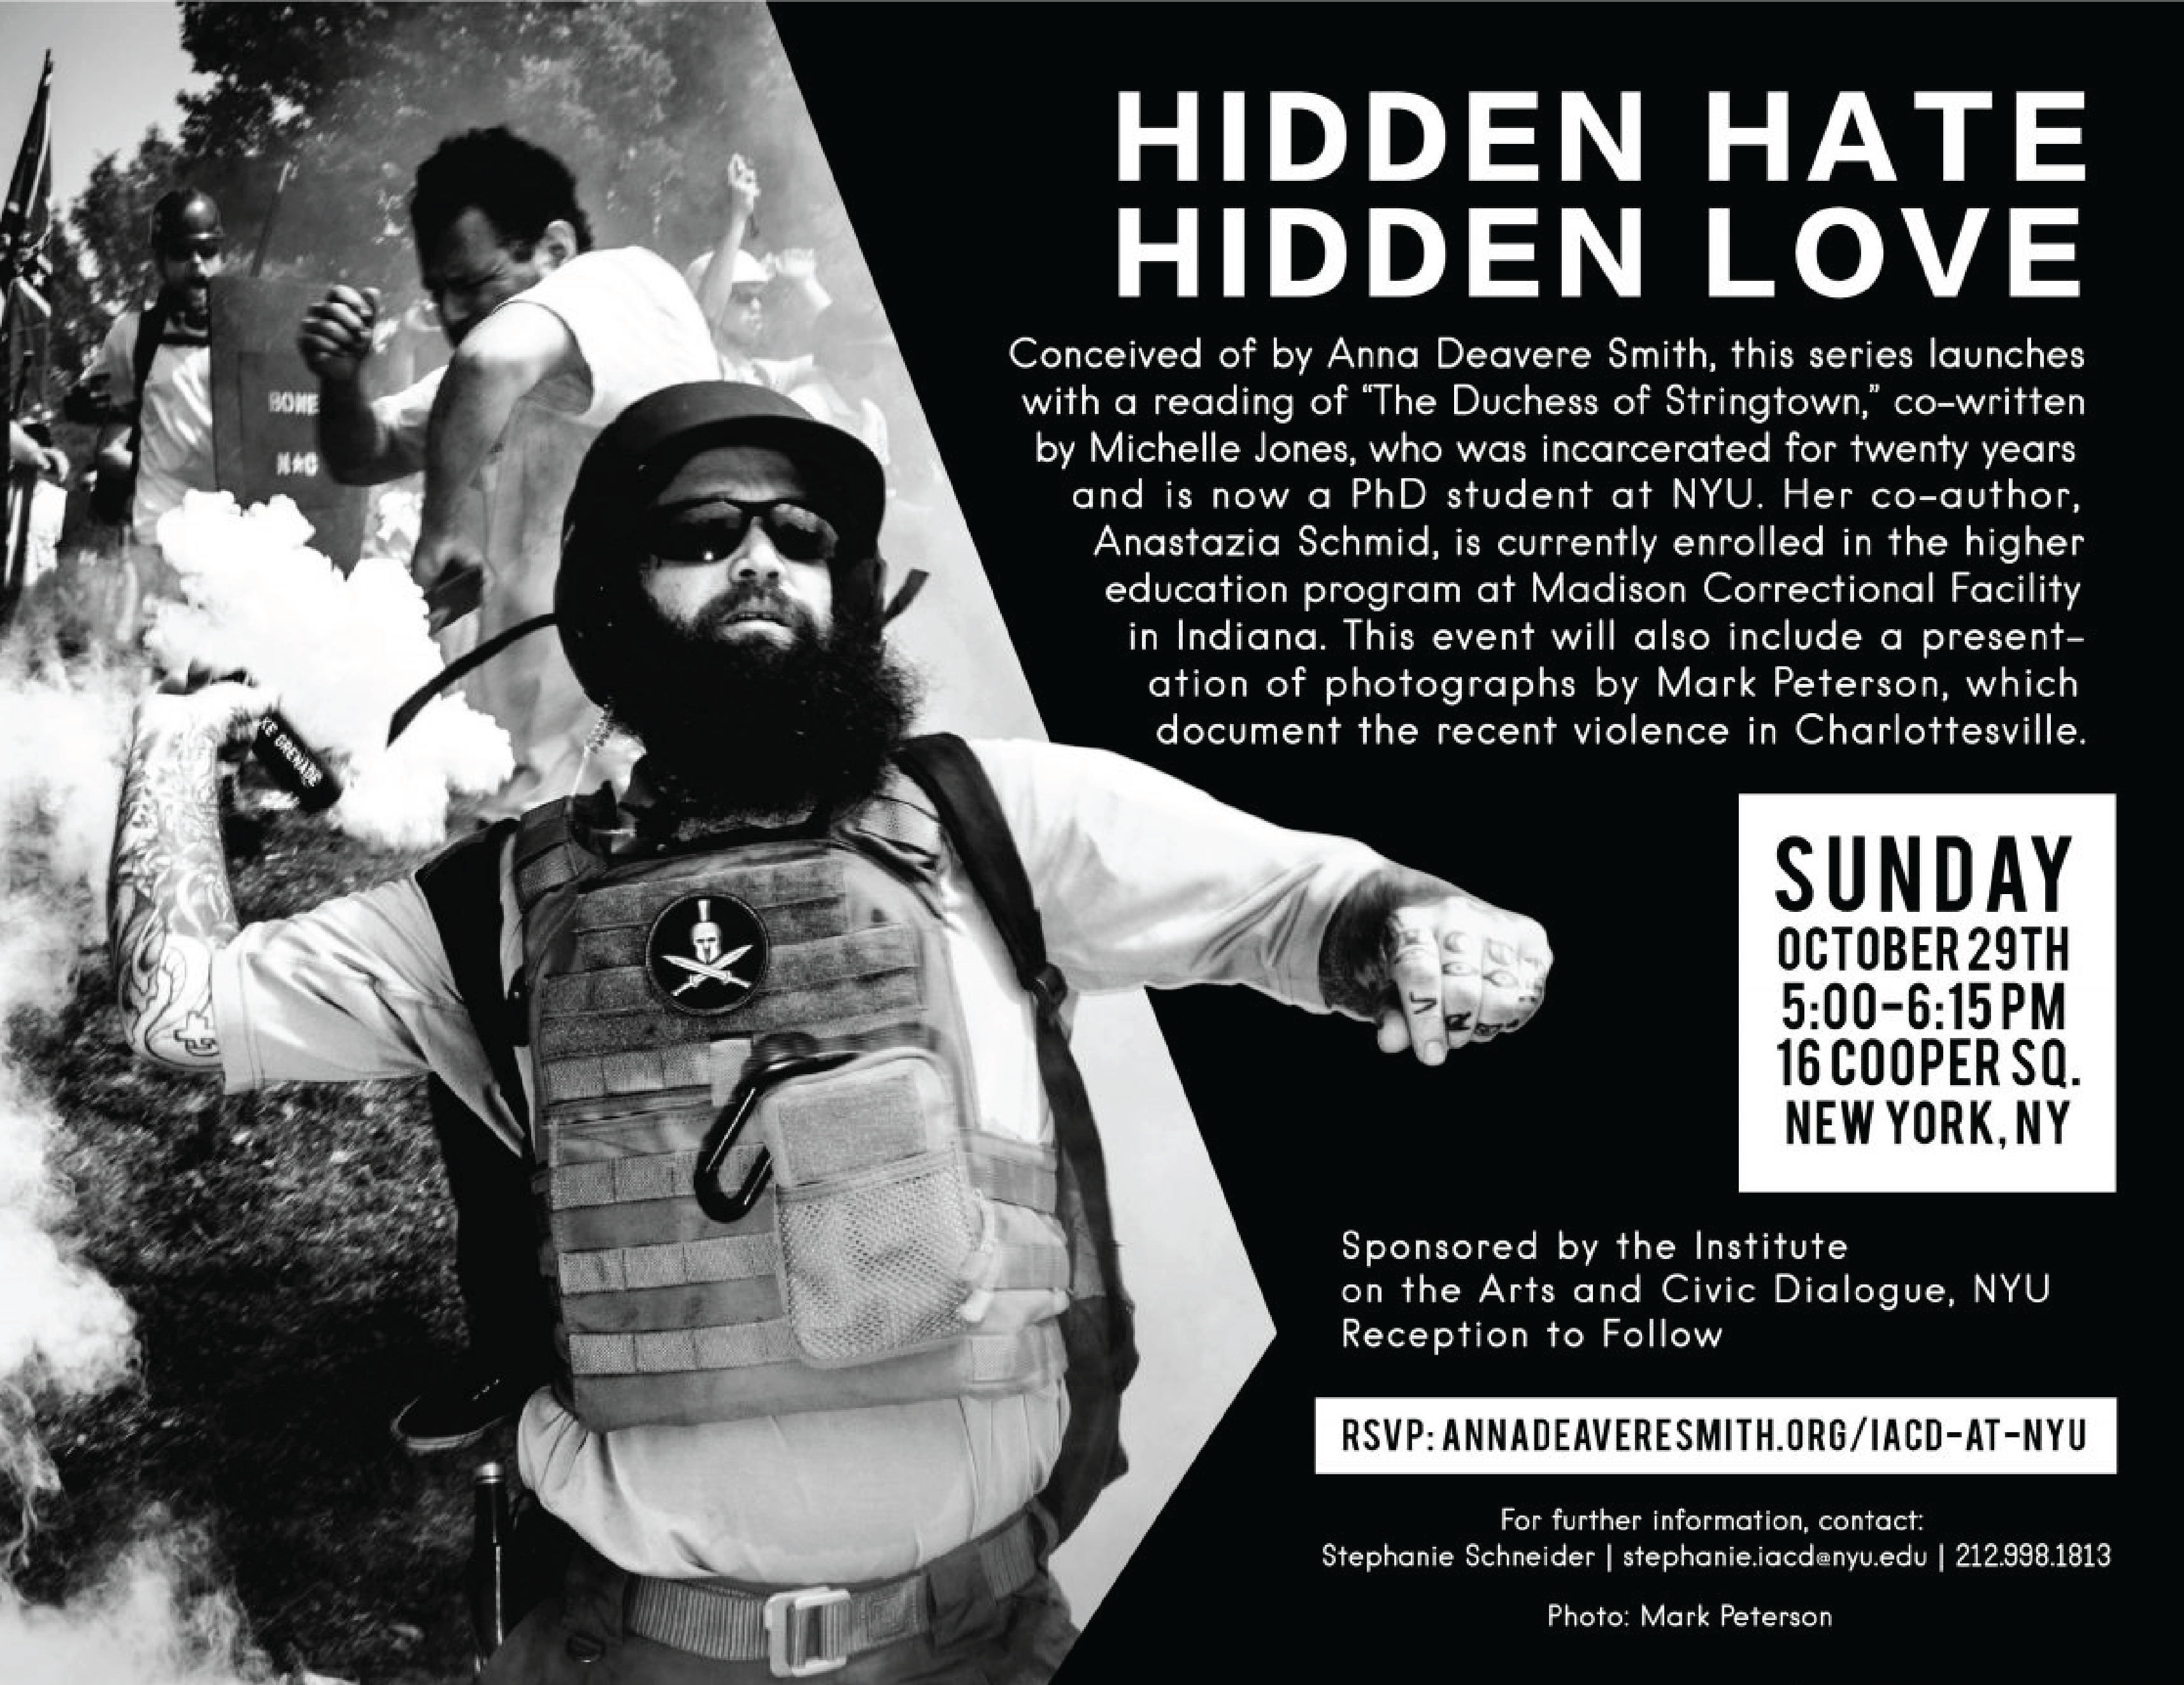 HIDDEN HATE
HIDDEN LOVE
Conceived of by Anna Deavere Smith, this series launches
with a reading of “The Duchess of Stringtown,” co-written
by Michelle Jones, who was incarcerated for twenty years
and is now a PhD student at NYU. Her co-author,
Anastazia Schmid, is currently enrolled in the higher
education program at Madison Correctional Facility
in Indiana. This event will also include a present-
ation of photographs by Mark Peterson, which
document the recent violence in Charlottesville.
SUNDAY
OCTOBER 29TH
5:00-6:15 PM
16 COOPER SQ.
NEW YORK, NY
Sponsored by the Institute
on the Arts and Civic Dialogue, NYU
Reception to Follow
RSVP: ANNADEAVERESMITH.ORG/IACD-AT-NYU
For further information, contact:
Stephanie Schneider | stephanie.iacd@nyu.edu | 212.998.1813
Photo: Mark Peterson
BONE
KE GRENADE